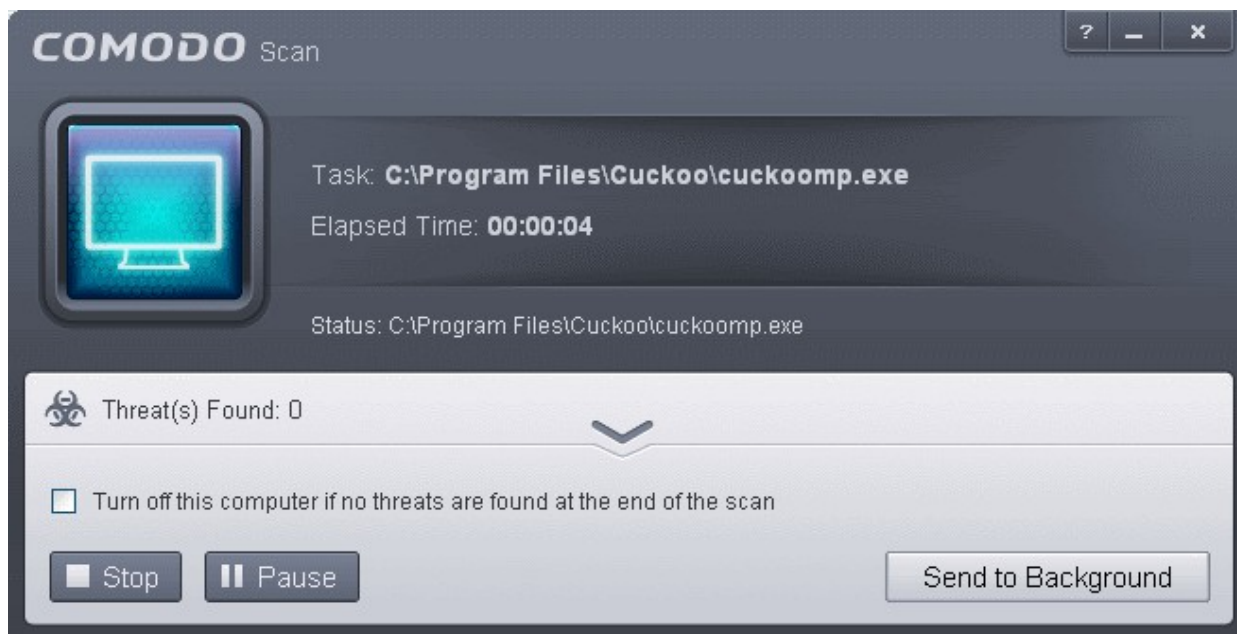 COMODO Scan
?
Task: C:\Program Files\Cuckoo\cuckoomp.exe
Elapsed Time: 00:00:04
Status: C:\Program Files\Cuckoo\cuckoomp.exe
Threat(s) Found: 0
Turn off this computer if no threats are found at the end of the scan
Stop Pause Send to Background